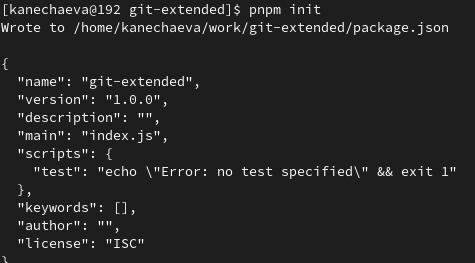 [kanechaeva@192 git-extended]$ pnpm init
Wrote to /home/kanechaeva/work/git-extended/package.json
{
  "name": "git-extended",
  "version": "1.0.0",
  "description": "",
  "main": "index.js",
  "scripts": {
    "test": "echo \"Error: no test specified\" && exit 1"
  },
  "keywords": [],
  "author": "",
  "license": "ISC"
}